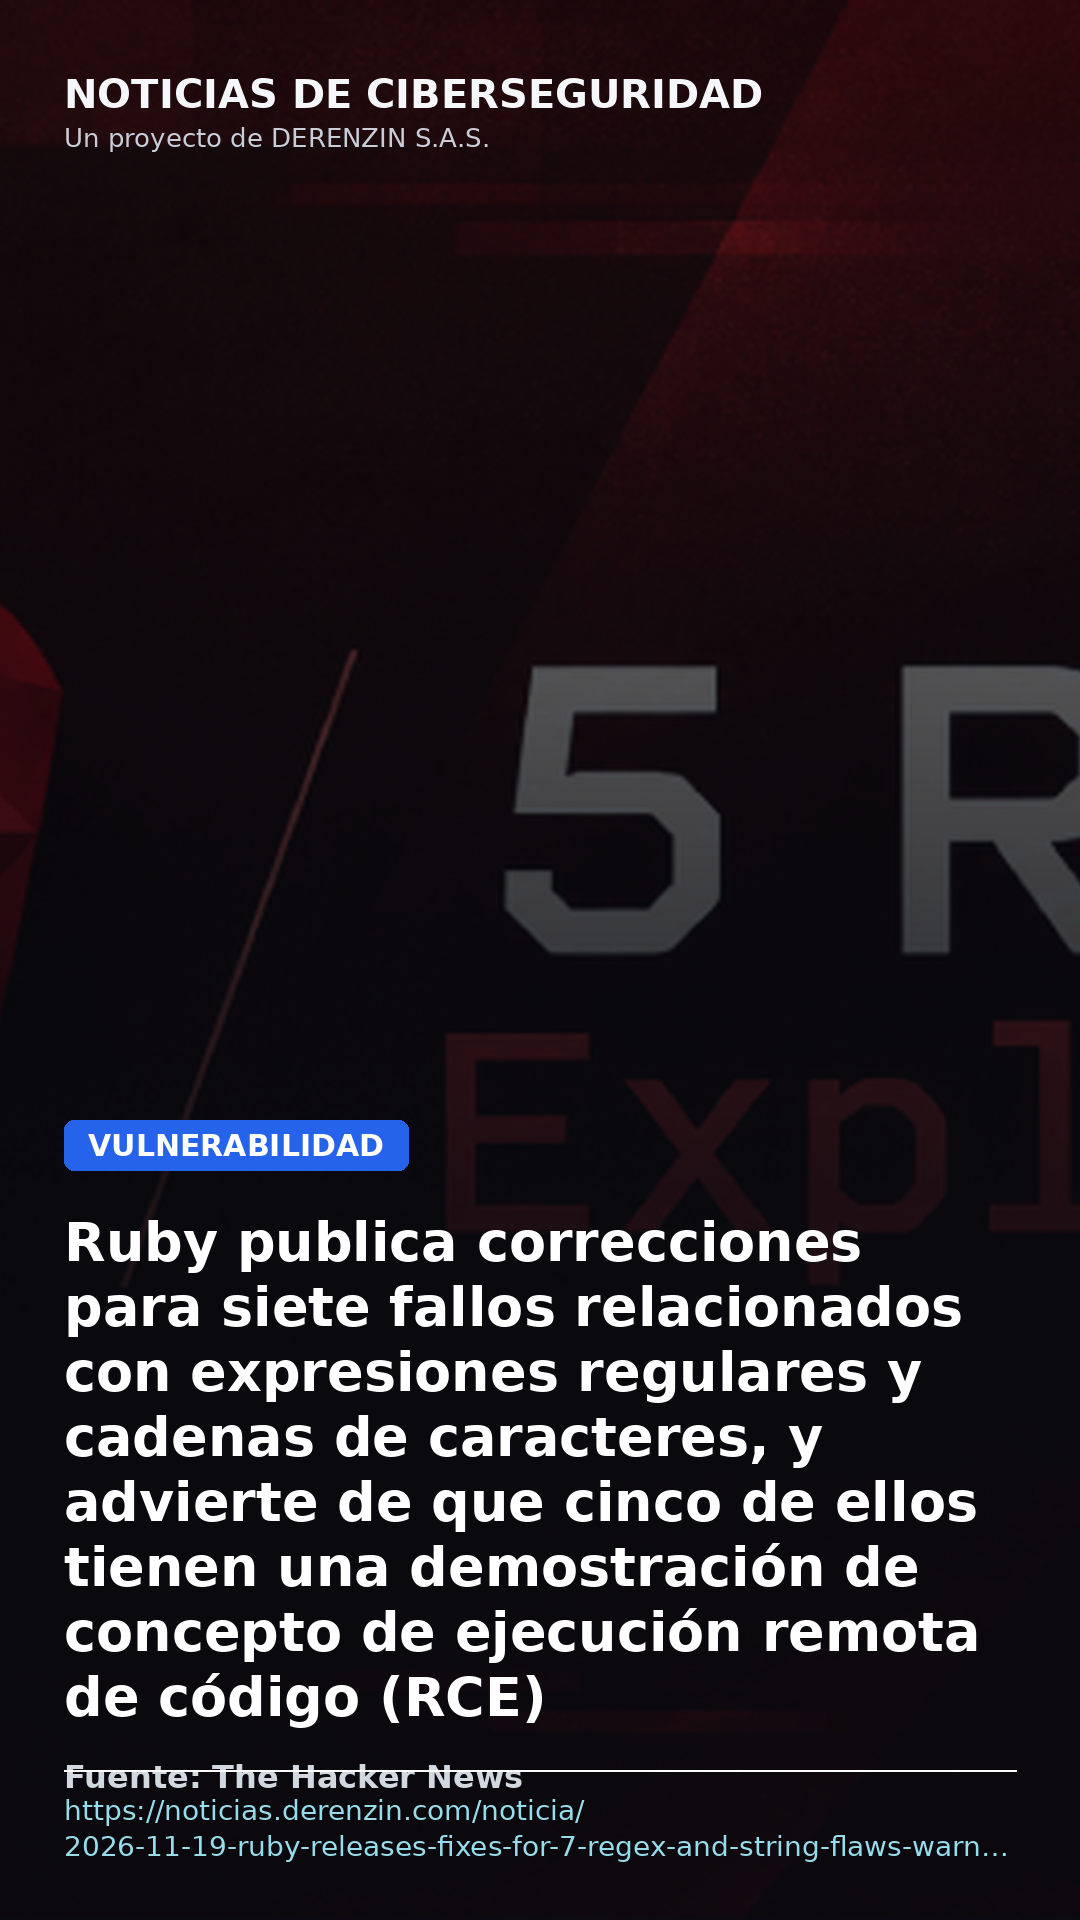 NOTICIAS DE CIBERSEGURIDAD
Un proyecto de DERENZIN S.A.S.
5 R
Expl
VULNERABILIDAD
Ruby publica correcciones
para siete fallos relacionados
con expresiones regulares y
cadenas de caracteres, y
advierte de que cinco de ellos
tienen una demostración de
concepto de ejecución remota
de código (RCE)
Fuente: The Hacker News
https://noticias.derenzin.com/noticia/
2026-11-19-ruby-releases-fixes-for-7-regex-and-string-flaws-warn…